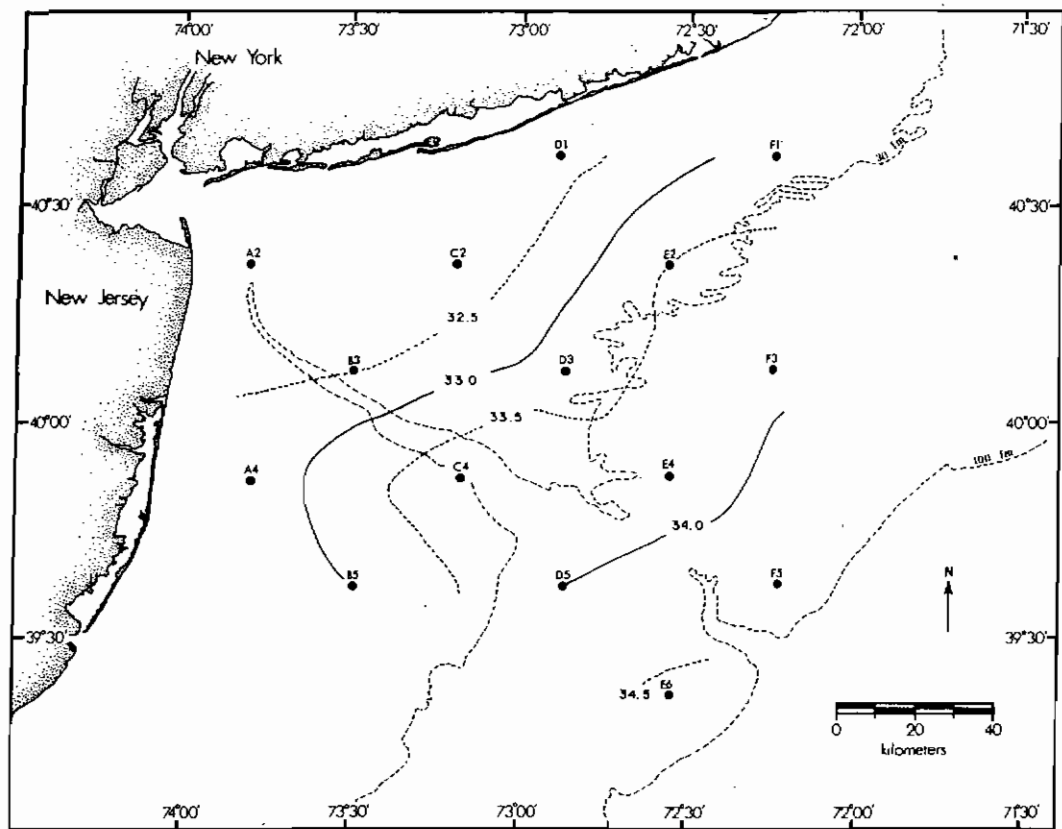 74°00' 73°30' 73°00' 72°30' 72°00' 71°30'
New York
D1 F1
30 fm
40°30' 40°30'
A2 C2 E2
New Jersey
32.5
B3 D3 F3
33.0
33.5
40°00' 40°00'
100 fm
A4 C4 E4
34.0
B5 D5 F5
N
39°30' 39°30'
34.5 E6
0 20 40
kilometers
74°00' 73°30' 73°00' 72°30' 72°00' 71°30'